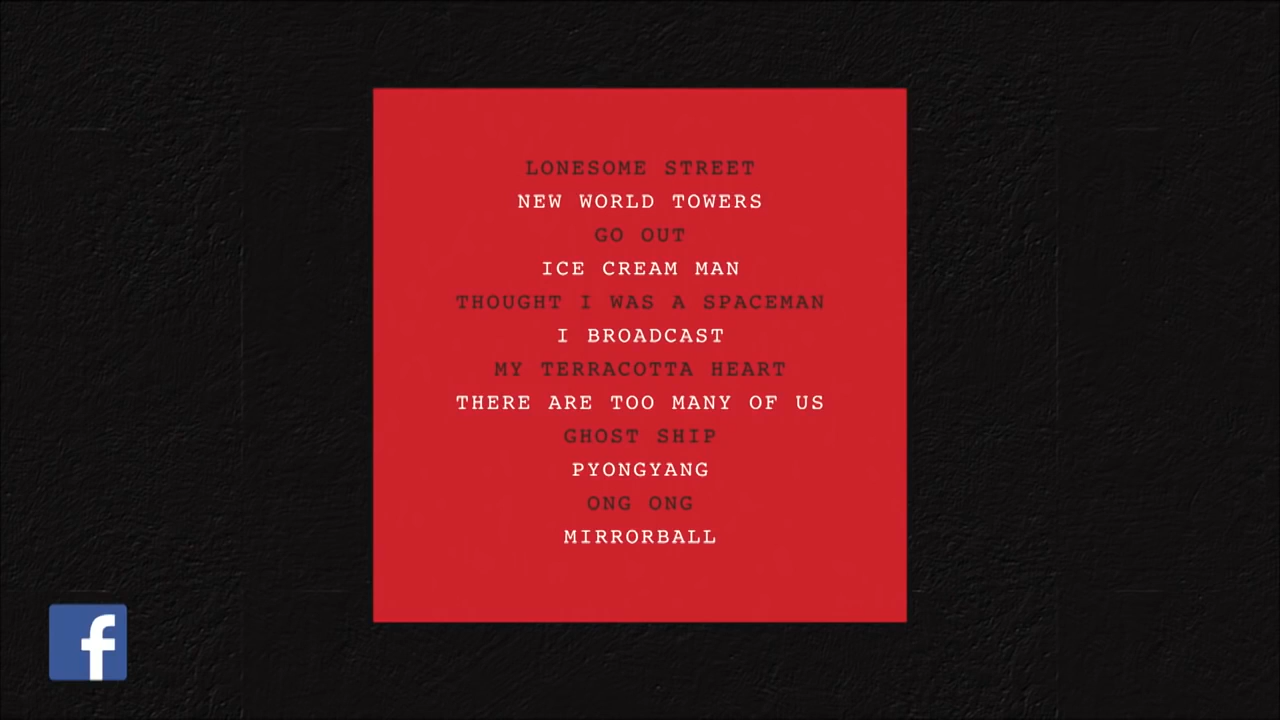 LONESOME STREET
NEW WORLD TOWERS
GO OUT
ICE CREAM MAN
THOUGHT I WAS A SPACEMAN
I BROADCAST
MY TERRACOTTA HEART
THERE ARE TOO MANY OF US
GHOST SHIP
PYONGYANG
ONG ONG
MIRRORBALL
f